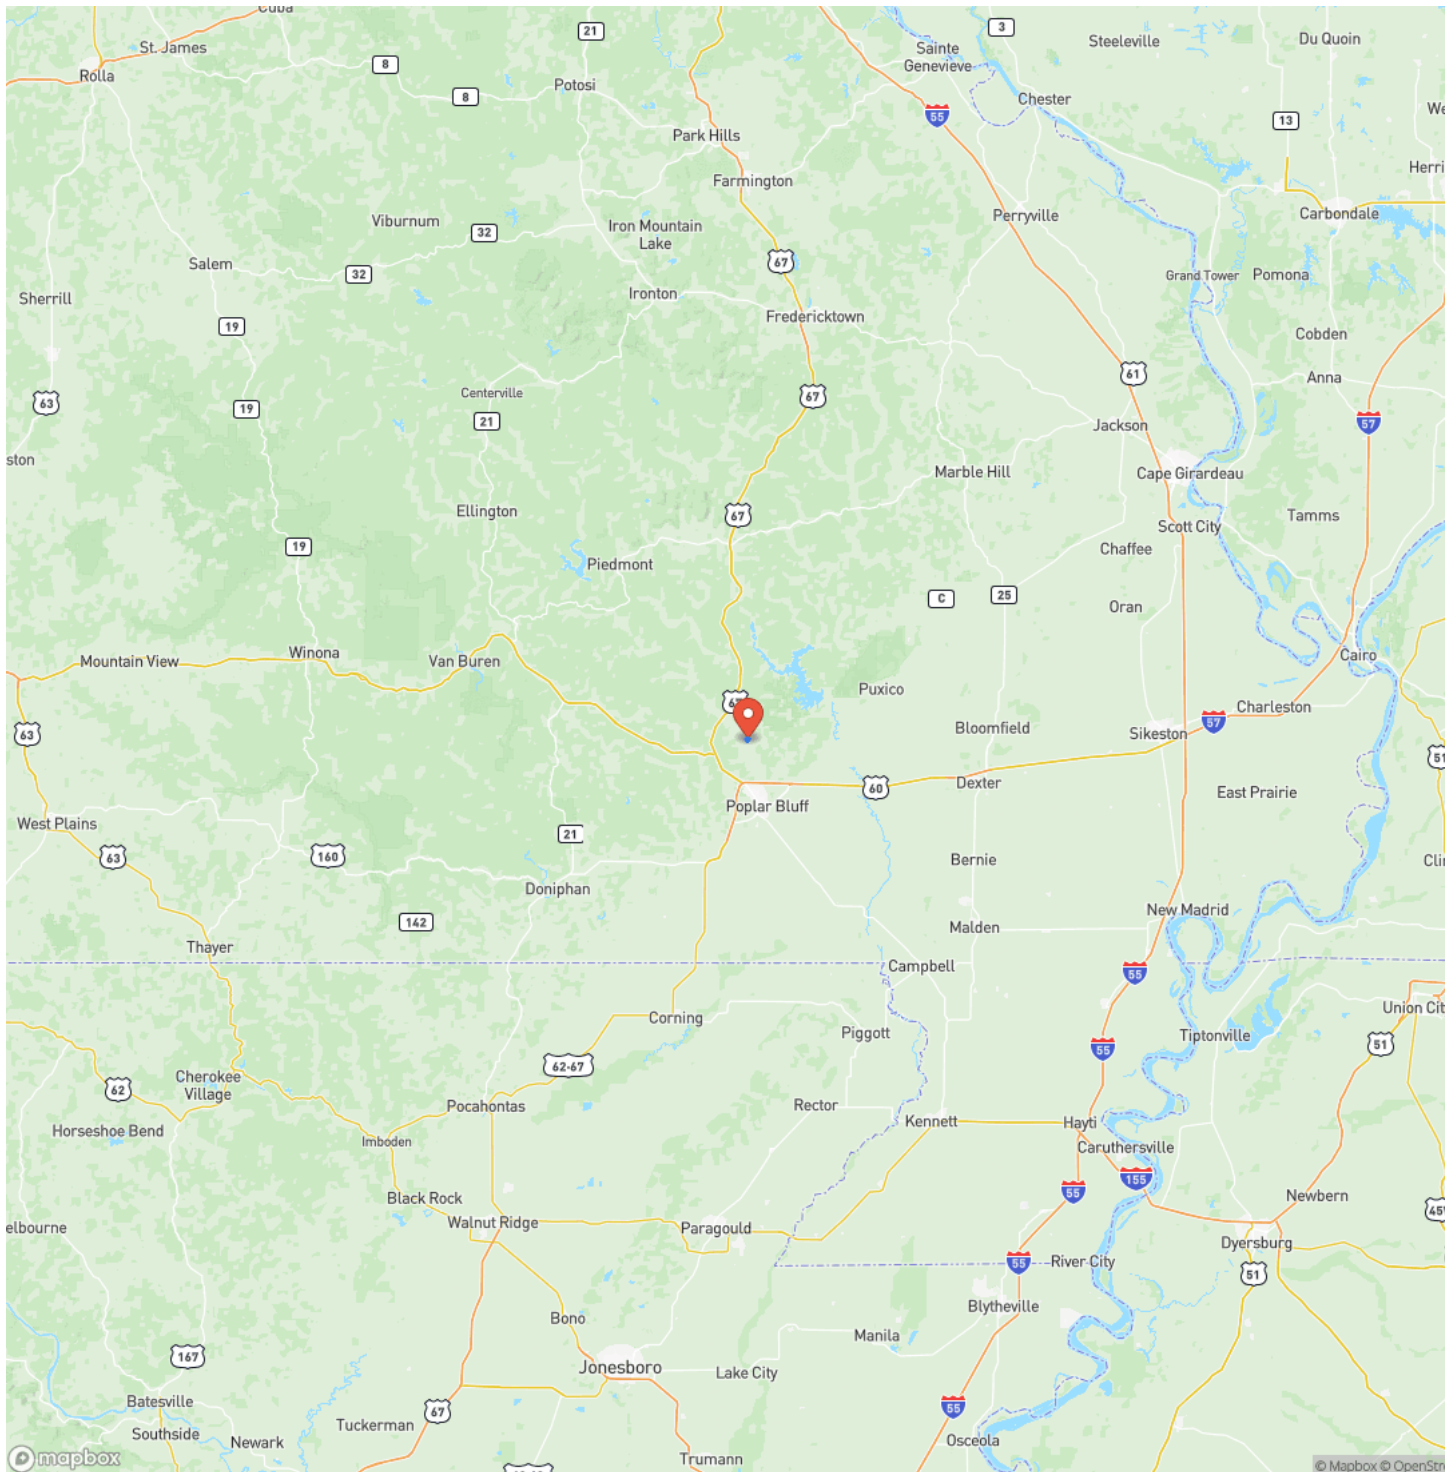 Cuba
21
3
Steeleville
Du Quoin
St. James
Sainte
Genevieve
8
Rolla
Potosi
8
Chester
55
13
Park Hills
Farmington
Viburnum
Iron Mountain
Lake
32
Perryville
Carbondale
67
Salem
32
Grand Tower
Pomona
Sherrill
Ironton
Fredericktown
19
Cobden
61
Anna
Centerville
67
63
19
21
57
Jackson
Marble Hill
Cape Girardeau
Ellington
67
Tamms
Scott City
19
Chaffee
Piedmont
C
25
Oran
Winona
Mountain View
Van Buren
Cairo
Puxico
Charleston
63
Bloomfield
Sikeston
57
51
Dexter
60
East Prairie
Poplar Bluff
West Plains
21
63
160
Bernie
Doniphan
New Madrid
142
Malden
Thayer
Campbell
55
Union Cit
Corning
Piggott
Tiptonville
51
55
62-67
Cherokee
Village
62
Pocahontas
Rector
Kennett
Hayti
Horseshoe Bend
Imboden
Caruthersville
155
Black Rock
55
Newbern
45
elbourne
Walnut Ridge
Paragould
Dyersburg
River City
55
51
Blytheville
Bono
Manila
167
Jonesboro
Lake City
Batesville
55
67
Tuckerman
Southside
Newark
Osceola
Trumann
mapbox
© Mapbox © OpenStre